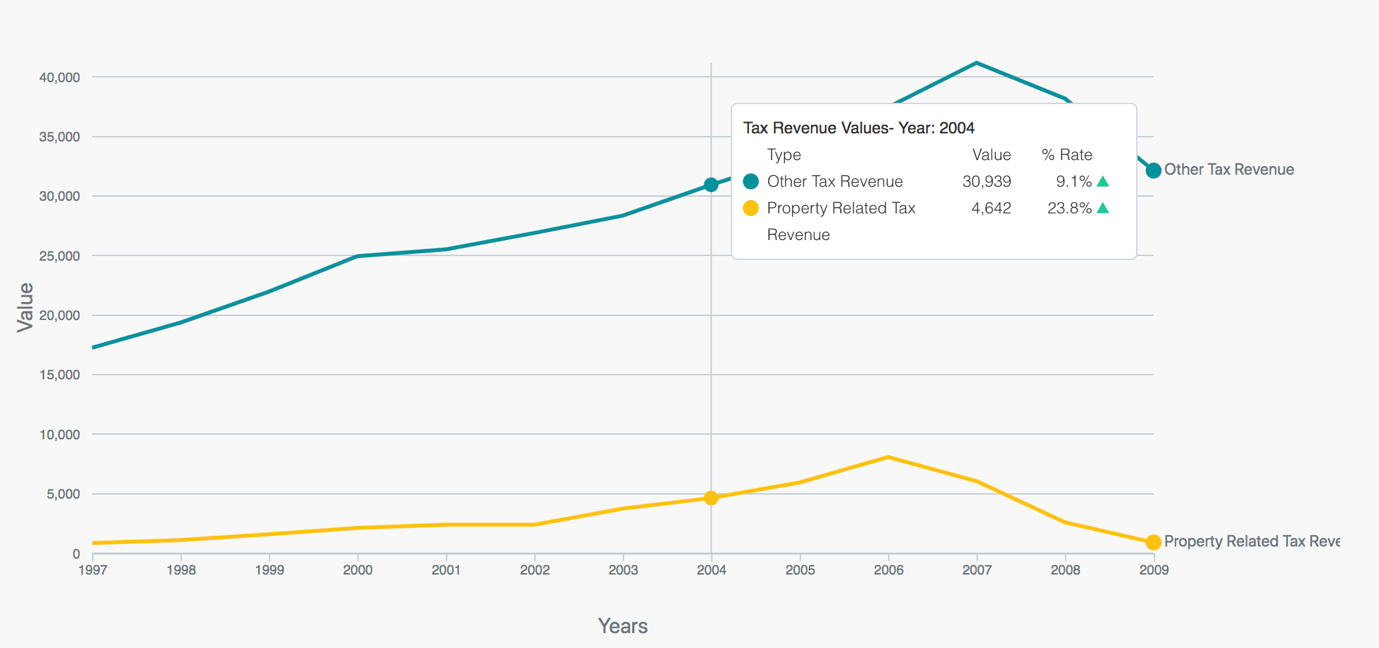 40,000
35,000
30,000
25,000
20,000
15,000
10,000
5,000
0
Value
Tax Revenue Values- Year: 2004
Type Value % Rate
Other Tax Revenue 30,939 9.1%
Property Related Tax 4,642 23.8%
Revenue
Other Tax Revenue
Property Related Tax Reve
1997 1998 1999 2000 2001 2002 2003 2004 2005 2006 2007 2008 2009
Years